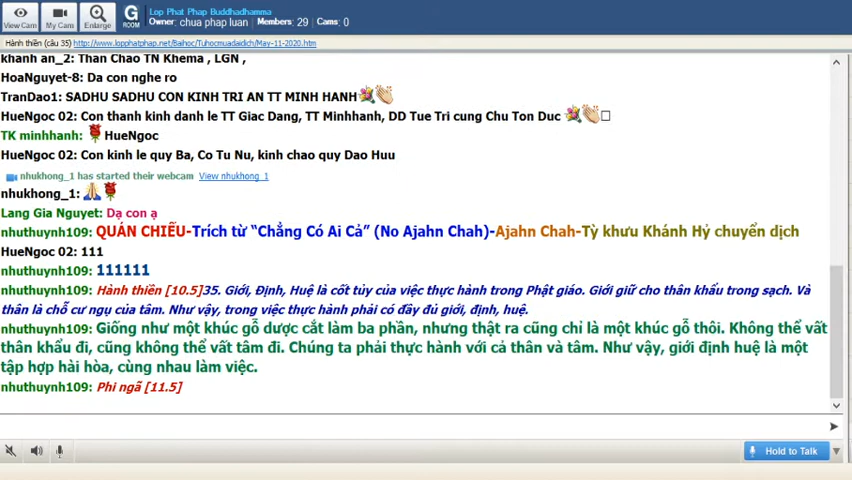 View Cam
My Cam
Enlarge
G
ROOM
Lop Phat Phap Buddhadhamma
Owner: chua phap luan / Members: 29 / Cams: 0
Hành thiền (câu 35) http://www.lopphatphap.net/Baihoc/Tuhocmuadaidich/May-11-2020.htm
khanh an_2: Than Chao TN Khema , LGN ,
HoaNguyet-8: Da con nghe ro
TranDao1: SADHU SADHU CON KINH TRI AN TT MINH HANH
HueNgoc 02: Con thanh kinh danh le TT Giac Dang, TT Minhhanh, DD Tue Tri cung Chu Ton Duc
TK minhhanh: HueNgoc
HueNgoc 02: Con kinh le quy Ba, Co Tu Nu, kinh chao quy Dao Huu
nhukhong_1 has started their webcam View nhukhong_1
nhukhong_1:
Lang Gia Nguyet: Dạ con ạ
nhuthuynh109: QUÁN CHIẾU-Trích từ “Chẳng Có Ai Cả” (No Ajahn Chah)-Ajahn Chah-Tỳ khưu Khánh Hỷ chuyển dịch
HueNgoc 02: 111
nhuthuynh109: 111111
nhuthuynh109: Hành thiền [10.5]35. Giới, Định, Huệ là cốt tủy của việc thực hành trong Phật giáo. Giới giữ cho thân khẩu trong sạch. Và
thân là chỗ cư ngụ của tâm. Như vậy, trong việc thực hành phải có đầy đủ giới, định, huệ.
nhuthuynh109: Giống như một khúc gỗ dược cắt làm ba phần, nhưng thật ra cũng chỉ là một khúc gỗ thôi. Không thể vất
thân khẩu đi, cũng không thể vất tâm đi. Chúng ta phải thực hành với cả thân và tâm. Như vậy, giới định huệ là một
tập hợp hài hòa, cùng nhau làm việc.
nhuthuynh109: Phi ngã [11.5]
Hold to Talk